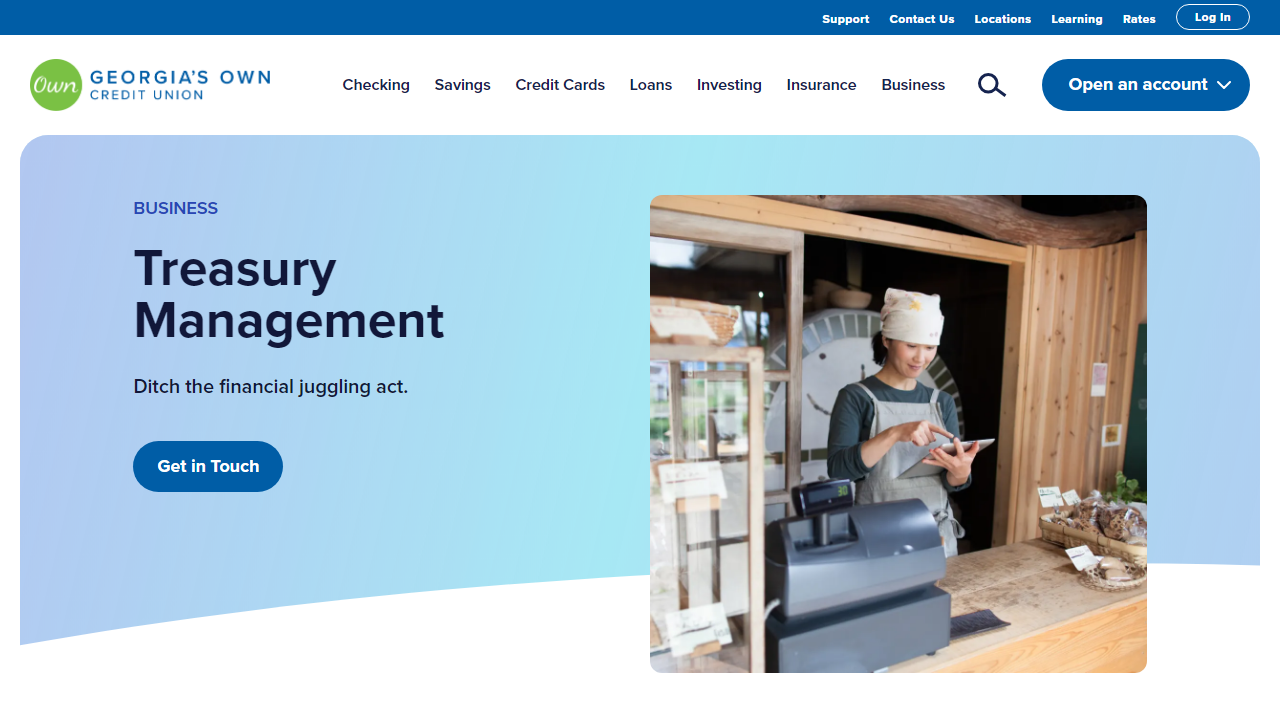 Support Contact Us Locations Learning Rates Log In
Own GEORGIA'S OWN
CREDIT UNION
Checking Savings Credit Cards Loans Investing Insurance Business Open an account
BUSINESS
Treasury
Management
Ditch the financial juggling act.
Get in Touch